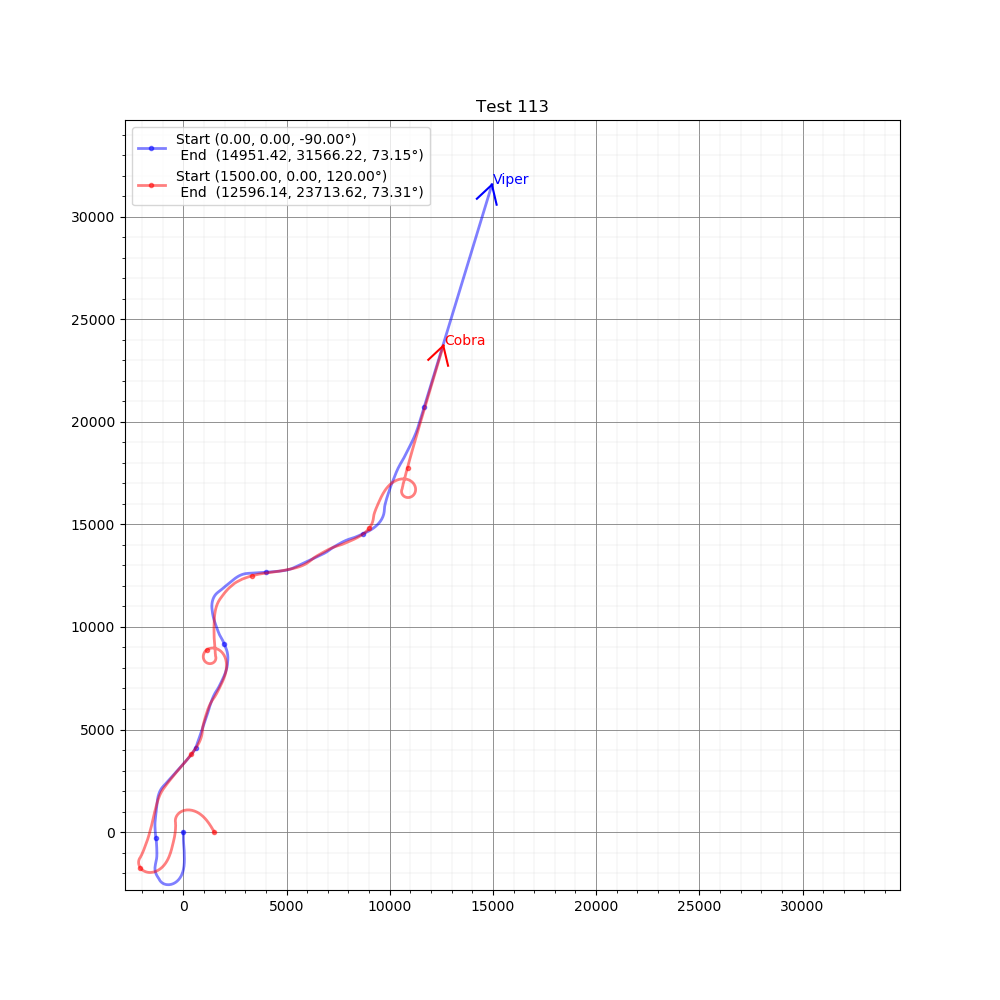 Test 113
Start (0.00, 0.00, -90.00°)
End (14951.42, 31566.22, 73.15°)
Start (1500.00, 0.00, 120.00°)
End (12596.14, 23713.62, 73.31°)
Viper
Cobra
30000
25000
20000
15000
10000
5000
0
0 5000 10000 15000 20000 25000 30000